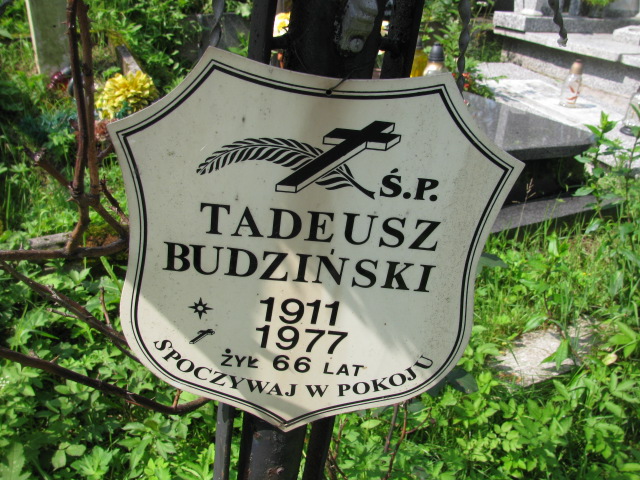 Ś.P.
TADEUSZ
BUDZIŃSKI
1911
1977
ŻYŁ 66 LAT
SPOCZYWAJ W POKOJU